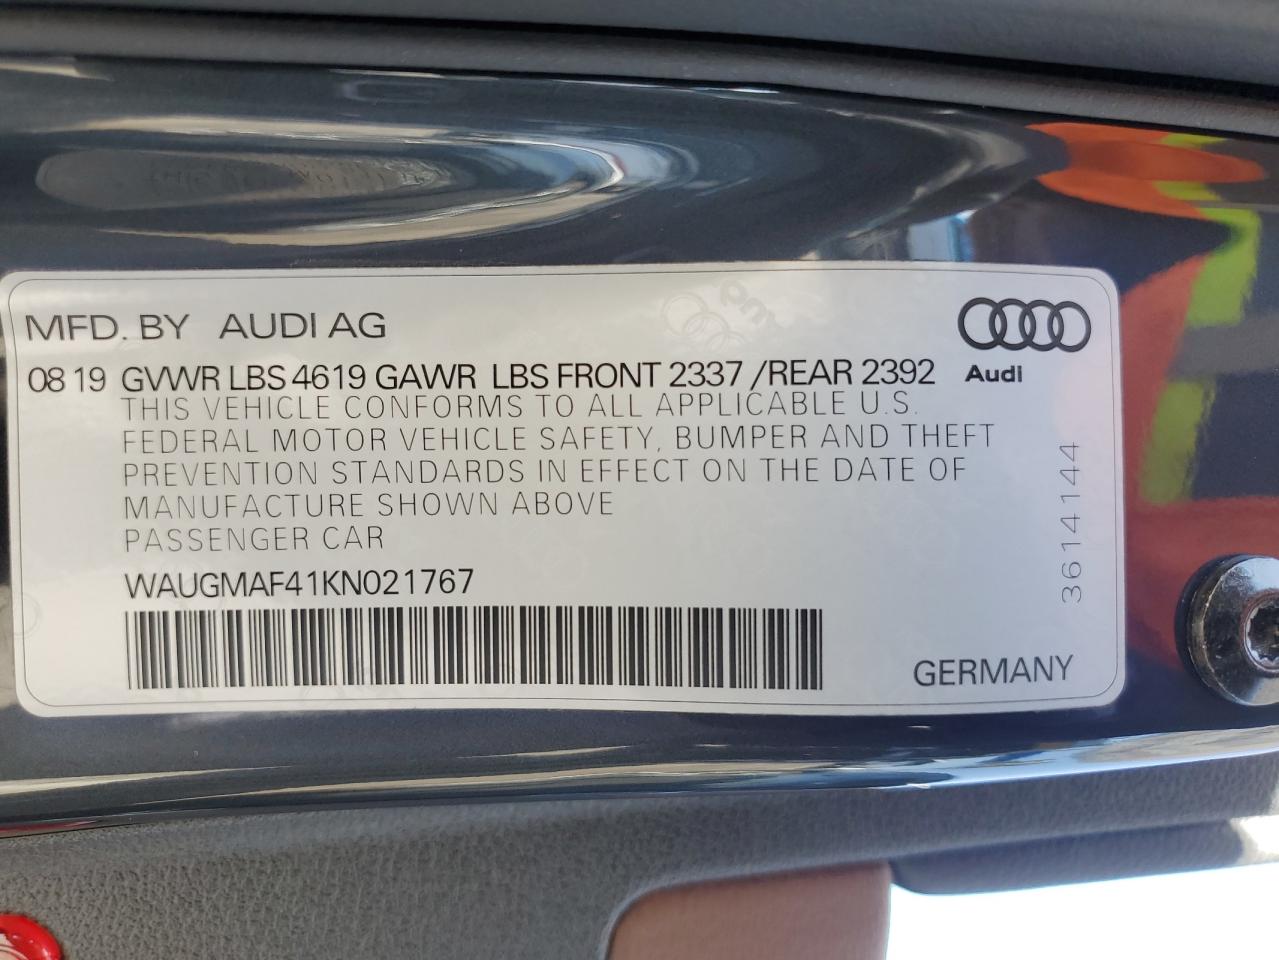 MFD. BY AUDI AG
08 19 GVWR LBS 4619 GAWR LBS FRONT 2337 /REAR 2392
Audi
THIS VEHICLE CONFORMS TO ALL APPLICABLE U.S.
FEDERAL MOTOR VEHICLE SAFETY, BUMPER AND THEFT
PREVENTION STANDARDS IN EFFECT ON THE DATE OF
MANUFACTURE SHOWN ABOVE
PASSENGER CAR
WAUGMAF41KN021767
3614144
GERMANY